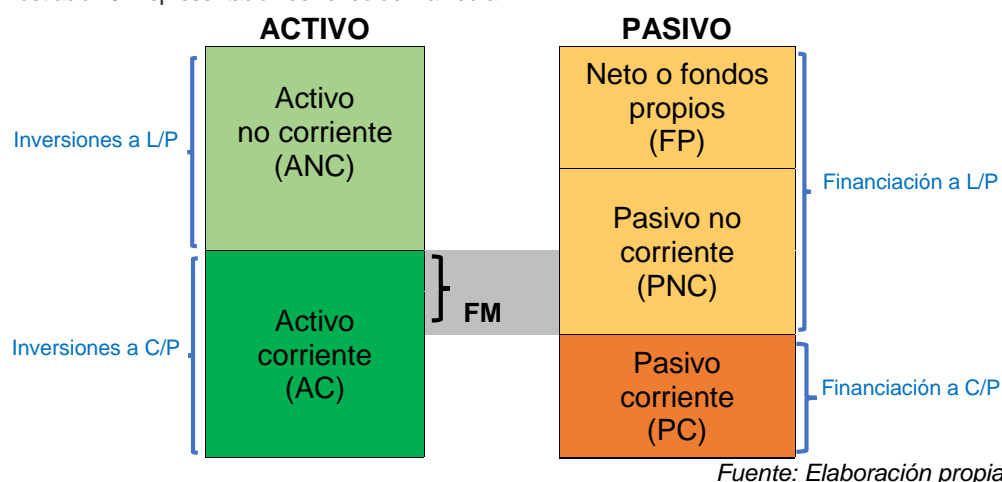 ACTIVO
PASIVO
Activo
no corriente
(ANC)
Inversiones a L/P
Neto o fondos
propios
(FP)
Financiación a L/P
Pasivo no
corriente
(PNC)
FM
Activo
corriente
(AC)
Inversiones a C/P
Pasivo
corriente
(PC)
Financiación a C/P
Fuente: Elaboración propia